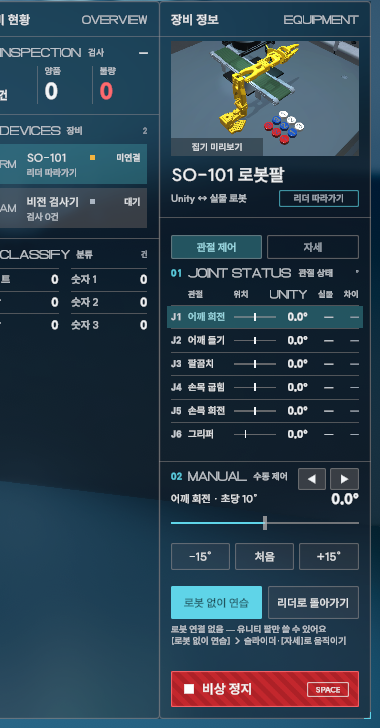 비 현황 OVERVIEW
INSPECTION 검사
양품 불량
건 0 0
DEVICES 장비 2
RM SO-101 미연결
리더 따라가기
AM 비전 검사기 대기
검사 0건
CLASSIFY 분류 건
트 0 숫자 1 0
0 숫자 2 0
0 숫자 3 0
장비 정보 EQUIPMENT
집기 미리보기
SO-101 로봇팔
Unity ↔ 실물 로봇 리더 따라가기
관절 제어 자세
01 JOINT STATUS 관절 상태 °
관절 위치 UNITY 실물 차이
J1 어깨 회전 0.0° — —
J2 어깨 들기 0.0° — —
J3 팔꿈치 0.0° — —
J4 손목 굽힘 0.0° — —
J5 손목 회전 0.0° — —
J6 그리퍼 0.0° — —
02 MANUAL 수동 제어 ◀ ▶
어깨 회전 · 초당 10° 0.0°
-15° 처음 +15°
로봇 없이 연습 리더로 돌아가기
로봇 연결 없음 — 유니티 팔만 쓸 수 있어요
[로봇 없이 연습] > 슬라이더·[자세]로 움직이기
비상 정지 SPACE